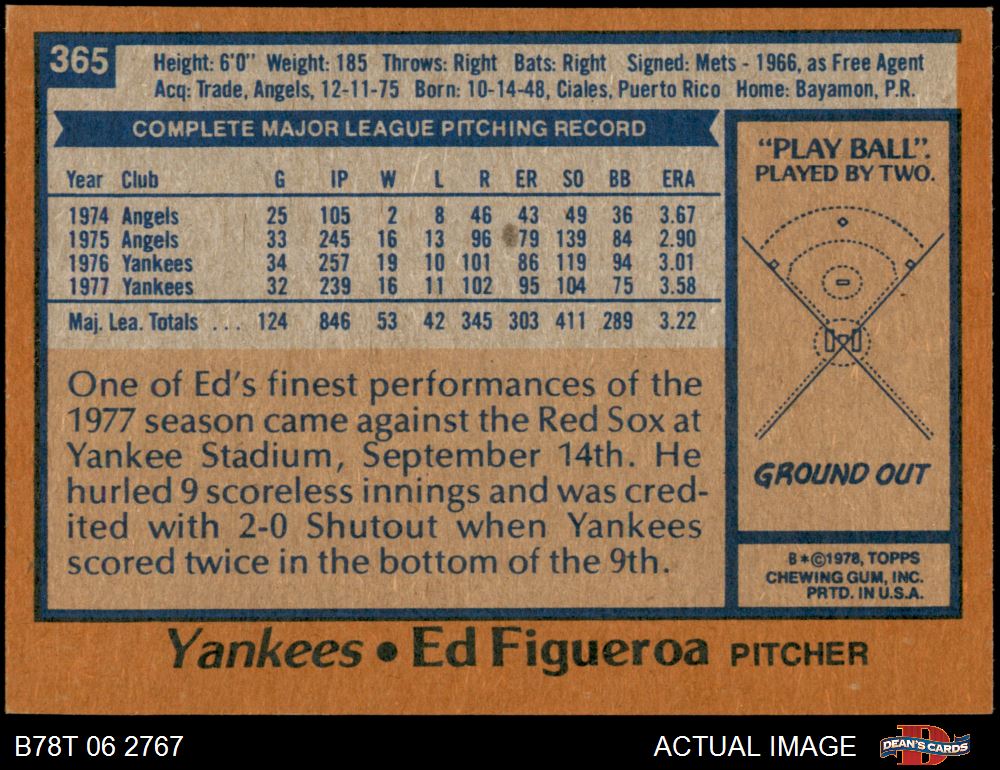 365
Height: 6'0" Weight: 185 Throws: Right Bats: Right Signed: Mets - 1966, as Free Agent
Acq: Trade, Angels, 12-11-75 Born: 10-14-48, Ciales, Puerto Rico Home: Bayamon, P.R.
COMPLETE MAJOR LEAGUE PITCHING RECORD
Year Club G IP W L R ER SO BB ERA
1974 Angels 25 105 2 8 46 43 49 36 3.67
1975 Angels 33 245 16 13 96 79 139 84 2.90
1976 Yankees 34 257 19 10 101 86 119 94 3.01
1977 Yankees 32 239 16 11 102 95 104 75 3.58
Maj. Lea. Totals ... 124 846 53 42 345 303 411 289 3.22
One of Ed's finest performances of the
1977 season came against the Red Sox at
Yankee Stadium, September 14th. He
hurled 9 scoreless innings and was cred-
ited with 2-0 Shutout when Yankees
scored twice in the bottom of the 9th.
"PLAY BALL".
PLAYED BY TWO.
GROUND OUT
B*©1978, TOPPS
CHEWING GUM, INC.
PRTD. IN U.S.A.
Yankees • Ed Figueroa PITCHER
B78T 06 2767
ACTUAL IMAGE
D
DEAN'S CARDS